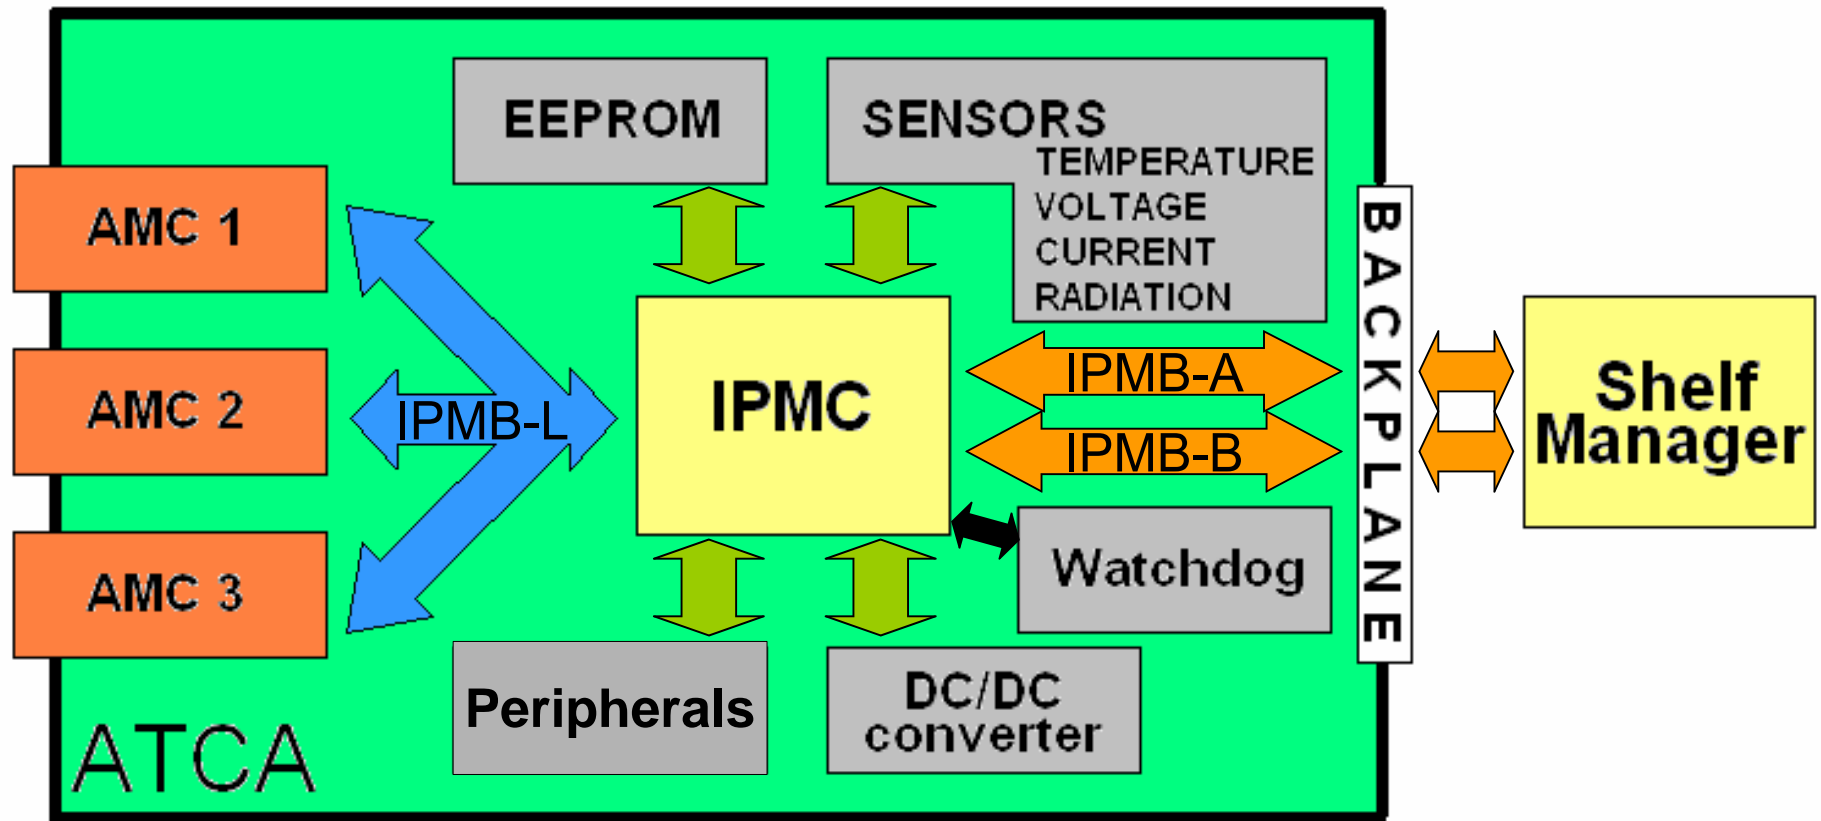 EEPROM
SENSORS
TEMPERATURE
VOLTAGE
CURRENT
RADIATION
AMC 1
AMC 2
AMC 3
IPMB-L
IPMC
IPMB-A
IPMB-B
BACKPLANE
Shelf
Manager
Watchdog
Peripherals
DC/DC
converter
ATCA